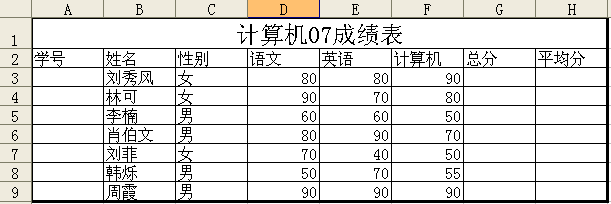 A B C D E F G H
1 计算机07成绩表
2 学号 姓名 性别 语文 英语 计算机 总分 平均分
3 刘秀风 女 80 80 90
4 林可 女 90 70 80
5 李楠 男 60 60 50
6 肖伯文 男 80 90 70
7 刘菲 女 70 40 50
8 韩烁 男 50 70 55
9 周霞 男 90 90 90